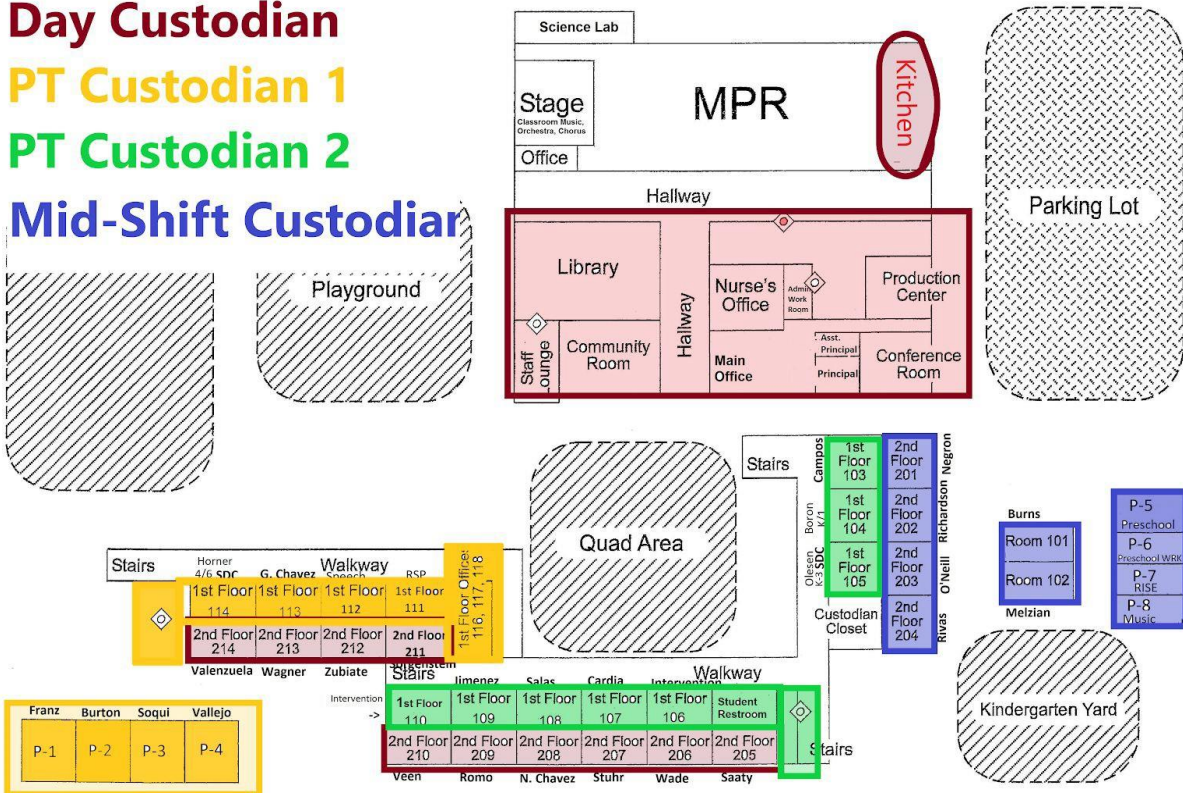 Day Custodian
PT Custodian 1
PT Custodian 2
Mid-Shift Custodian
Science Lab
Stage
Classroom Music,
Orchestra, Chorus
Office
MPR
Kitchen
Hallway
Parking Lot
Library
Hallway
Nurse's
Office
Admin
Work
Room
Production
Center
Staff
Lounge
Community
Room
Main
Office
Asst.
Principal
Principal
Conference
Room
Playground
Quad Area
Stairs
Campos
1st
Floor
103
2nd
Floor
201
Negron
Boron
K/1
1st
Floor
104
2nd
Floor
202
Richardson
Olesen
K-3 SDC
1st
Floor
105
2nd
Floor
203
O'Neill
Custodian
Closet
2nd
Floor
204
Rivas
Burns
Room 101
Room 102
Melzian
P-5
Preschool
P-6
Preschool WRK
P-7
RISE
P-8
Music
Kindergarten Yard
Stairs
Horner
4/6 SDC
G. Chavez
Walkway
Speech
RSP
1st Floor
114
1st Floor
113
1st Floor
112
1st Floor
111
1st Floor Offices
116, 117, 118
2nd Floor
214
2nd Floor
213
2nd Floor
212
2nd Floor
211
Valenzuela
Wagner
Zubiate
Sorgenstein
Stairs
Walkway
Jimenez
Salas
Cardia
Intervention
Intervention
->
1st Floor
110
1st Floor
109
1st Floor
108
1st Floor
107
1st Floor
106
Student
Restroom
Stairs
2nd Floor
210
2nd Floor
209
2nd Floor
208
2nd Floor
207
2nd Floor
206
2nd Floor
205
Veen
Romo
N. Chavez
Stuhr
Wade
Saaty
Franz
Burton
Soqui
Vallejo
P-1
P-2
P-3
P-4